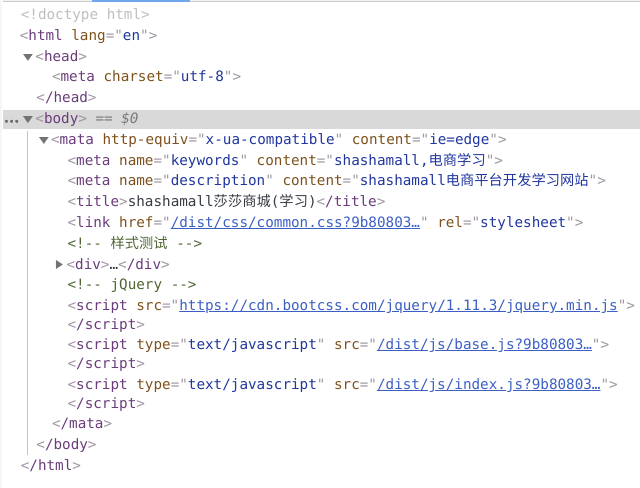 <!doctype html>
<html lang="en">
<head>
<meta charset="utf-8">
</head>
<body> == $0
<mata http-equiv="x-ua-compatible" content="ie=edge">
<meta name="keywords" content="shashamall,电商学习">
<meta name="description" content="shashamall电商平台开发学习网站">
<title>shashamall莎莎商城(学习)</title>
<link href="/dist/css/common.css?9b80803…" rel="stylesheet">
<!-- 样式测试 -->
<div>…</div>
<!-- jQuery -->
<script src="https://cdn.bootcss.com/jquery/1.11.3/jquery.min.js">
</script>
<script type="text/javascript" src="/dist/js/base.js?9b80803…">
</script>
<script type="text/javascript" src="/dist/js/index.js?9b80803…">
</script>
</mata>
</body>
</html>